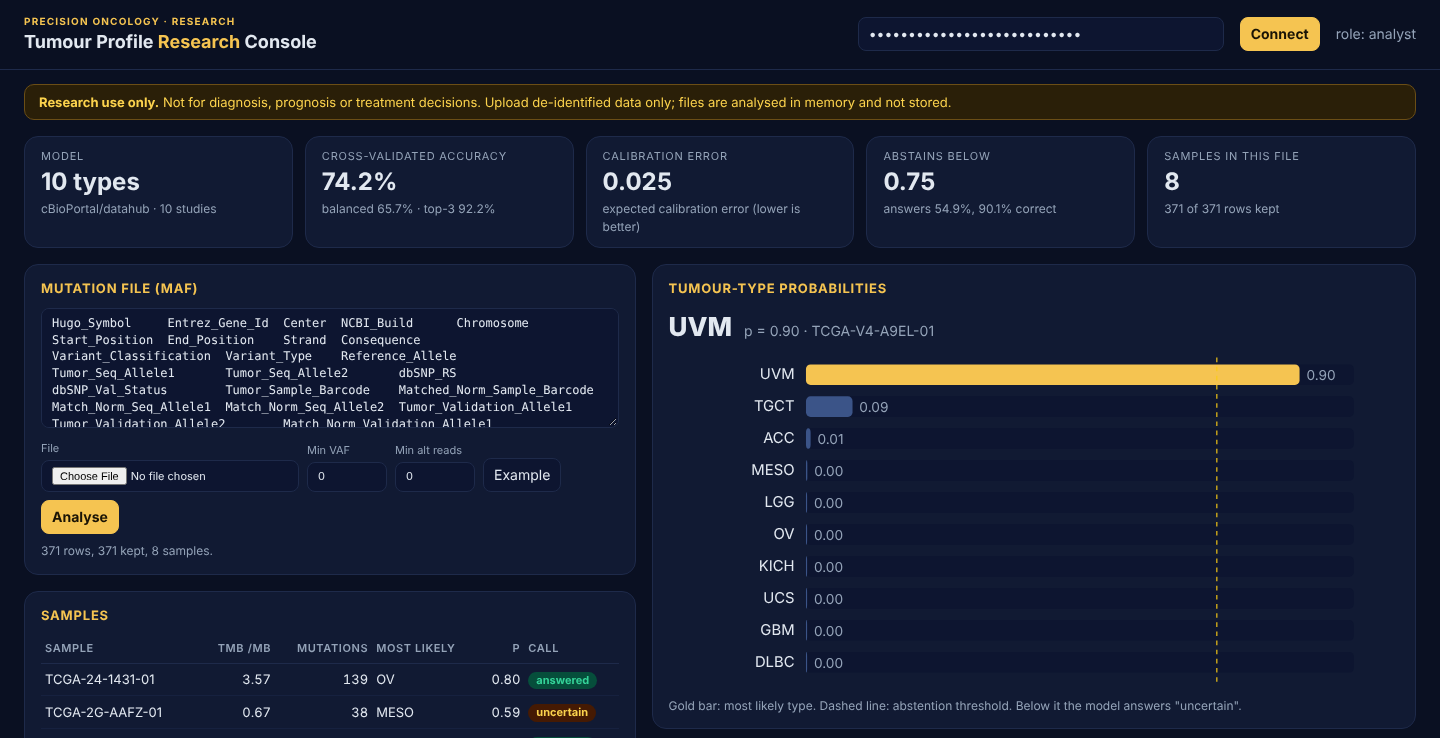 PRECISION ONCOLOGY · RESEARCH
Tumour Profile Research Console
•••••••••••••••••••••••••••
Connect
role: analyst
Research use only. Not for diagnosis, prognosis or treatment decisions. Upload de-identified data only; files are analysed in memory and not stored.
MODEL
10 types
cBioPortal/datahub · 10 studies
CROSS-VALIDATED ACCURACY
74.2%
balanced 65.7% · top-3 92.2%
CALIBRATION ERROR
0.025
expected calibration error (lower is
better)
ABSTAINS BELOW
0.75
answers 54.9%, 90.1% correct
SAMPLES IN THIS FILE
8
371 of 371 rows kept
MUTATION FILE (MAF)
Hugo_Symbol Entrez_Gene_Id Center NCBI_Build Chromosome
Start_Position End_Position Strand Consequence
Variant_Classification Variant_Type Reference_Allele
Tumor_Seq_Allele1 Tumor_Seq_Allele2 dbSNP_RS
dbSNP_Val_Status Tumor_Sample_Barcode Matched_Norm_Sample_Barcode
Match_Norm_Seq_Allele1 Match_Norm_Seq_Allele2 Tumor_Validation_Allele1
Tumor_Validation_Allele2 Match_Norm_Validation_Allele1
File
Min VAF
Min alt reads
Choose File No file chosen
0
0
Example
Analyse
371 rows, 371 kept, 8 samples.
SAMPLES
SAMPLE TMB /MB MUTATIONS MOST LIKELY P CALL
TCGA-24-1431-01 3.57 139 OV 0.80 answered
TCGA-2G-AAFZ-01 0.67 38 MESO 0.59 uncertain
TUMOUR-TYPE PROBABILITIES
UVM p = 0.90 · TCGA-V4-A9EL-01
UVM 0.90
TGCT 0.09
ACC 0.01
MESO 0.00
LGG 0.00
OV 0.00
KICH 0.00
UCS 0.00
GBM 0.00
DLBC 0.00
Gold bar: most likely type. Dashed line: abstention threshold. Below it the model answers "uncertain".